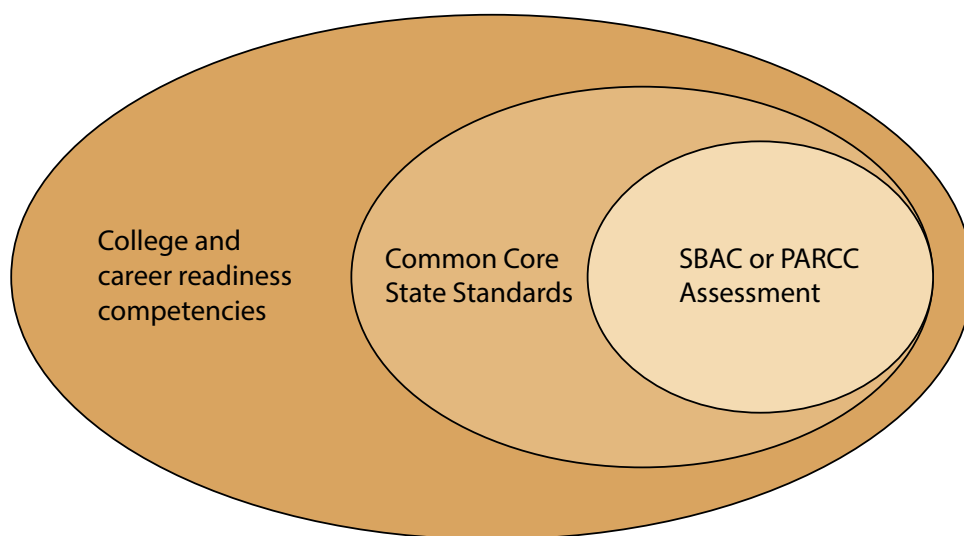 College and
career readiness
competencies
Common Core
State Standards
SBAC or PARCC
Assessment